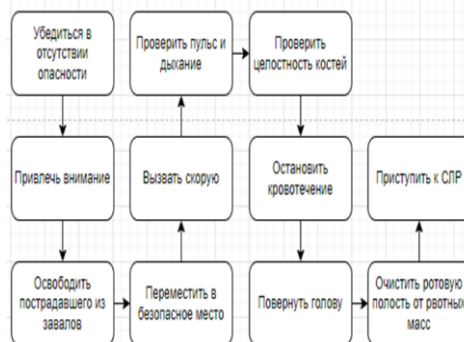 Убедиться в
отсутствии
опасности
Привлечь внимание
Освободить
пострадавшего из
завалов
Переместить в
безопасное место
Вызвать скорую
Проверить пульс и
дыхание
Проверить
целостность костей
Остановить
кровотечение
Повернуть голову
Очистить ротовую
полость от рвотных
масс
Приступить к СЛР